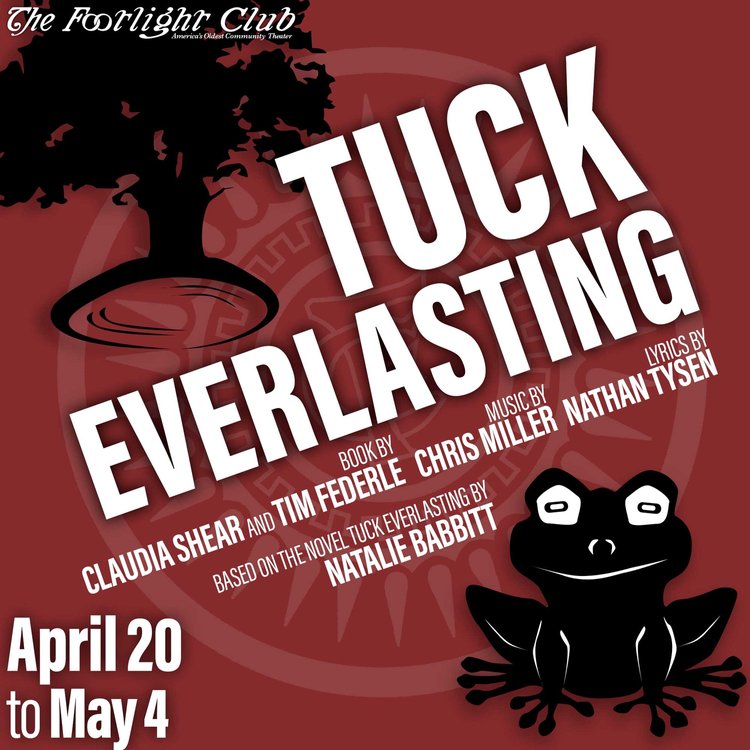 The Footlight Club
America's Oldest Community Theater
TUCK
EVERLASTING
BOOK BY
CLAUDIA SHEAR AND TIM FEDERLE
MUSIC BY
CHRIS MILLER
LYRICS BY
NATHAN TYSEN
BASED ON THE NOVEL TUCK EVERLASTING BY
NATALIE BABBITT
April 20
to May 4